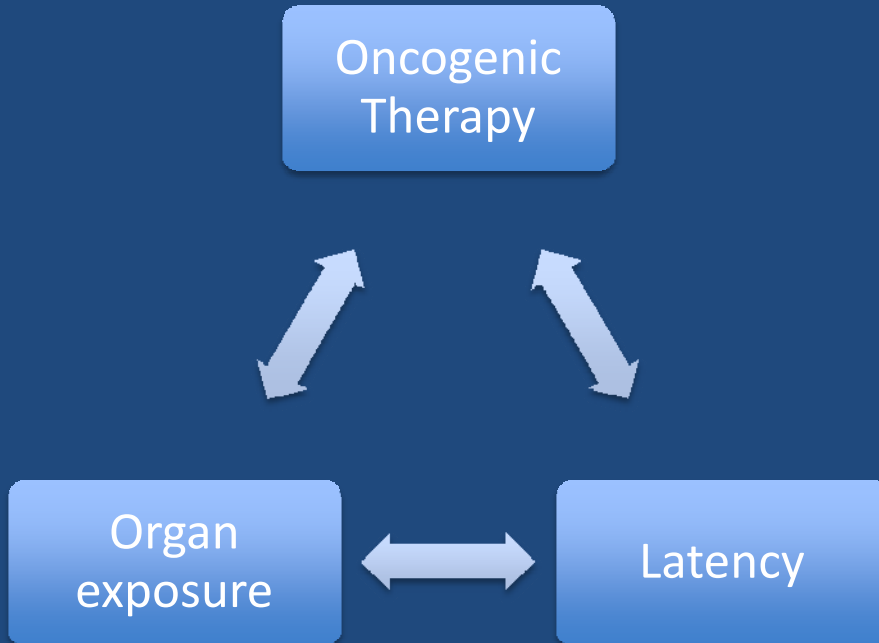 Oncogenic
Therapy
Organ
exposure
Latency